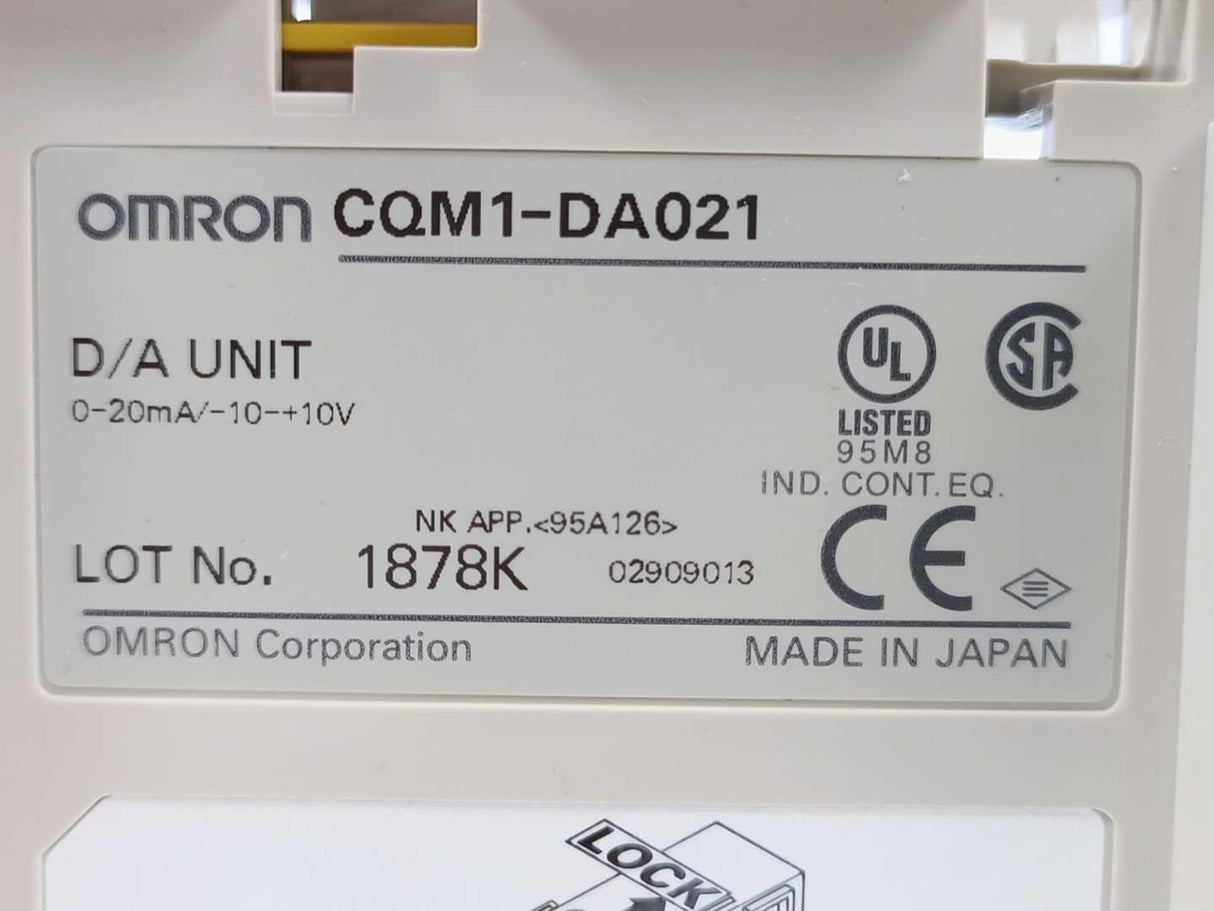 OMRON CQM1-DA021
D/A UNIT
0-20mA/-10-+10V
UL
LISTED
95M8
IND. CONT. EQ.
SA
NK APP.<95A126>
LOT No. 1878K 02909013
CE
OMRON Corporation MADE IN JAPAN
LOCK